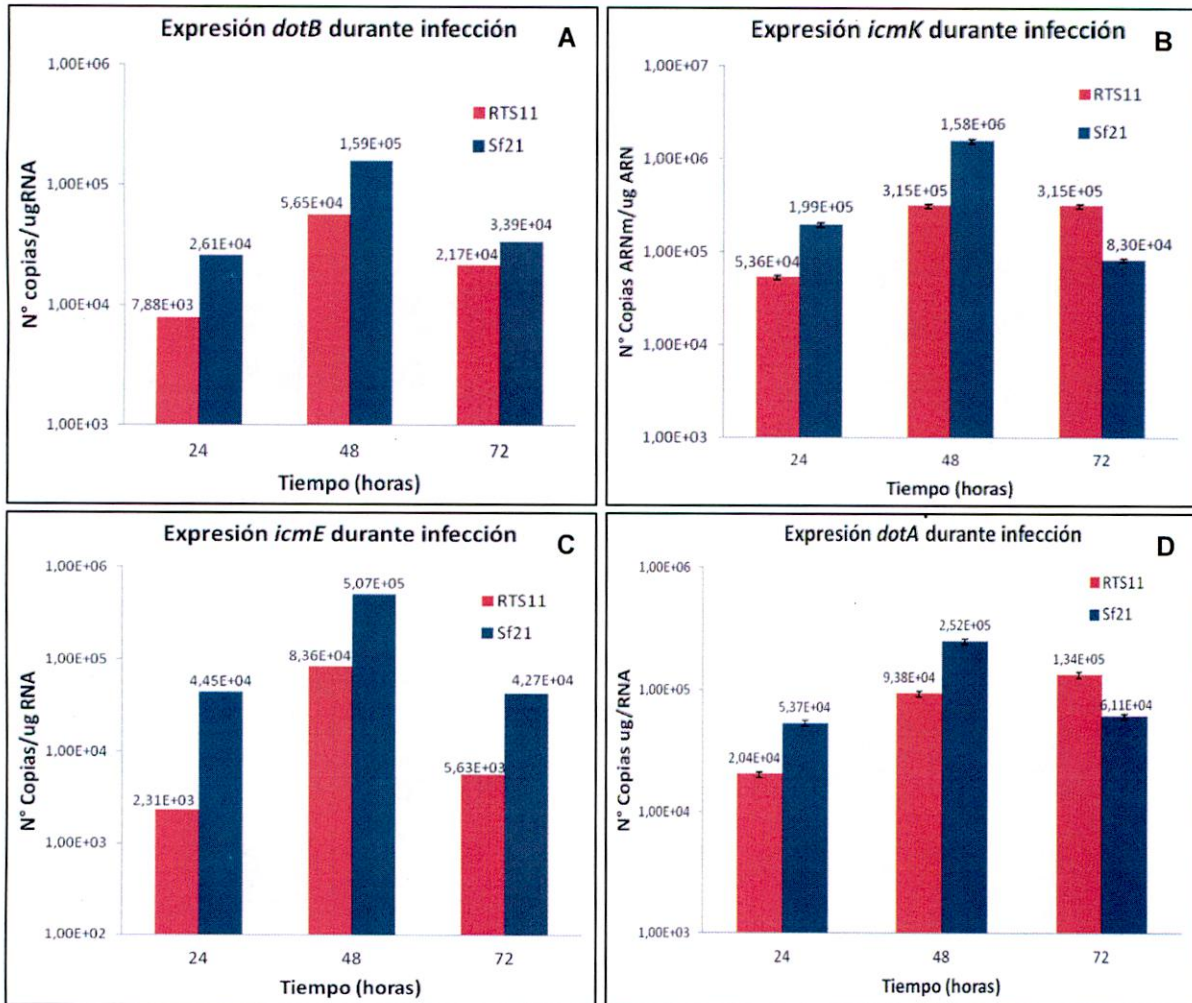 Expresión dotB durante infección
A
1,00E+06
1,00E+05
1,00E+04
1,00E+03
N° copias/ugRNA
RTS11
Sf21
7,88E+03
2,61E+04
5,65E+04
1,59E+05
2,17E+04
3,39E+04
24
48
72
Tiempo (horas)
Expresión icmK durante infección
B
1,00E+07
1,00E+06
1,00E+05
1,00E+04
1,00E+03
N° Copias ARNm/ug ARN
RTS11
Sf21
5,36E+04
1,99E+05
3,15E+05
1,58E+06
3,15E+05
8,30E+04
24
48
72
Tiempo (horas)
Expresión icmE durante infección
C
1,00E+06
1,00E+05
1,00E+04
1,00E+03
1,00E+02
N° Copias/ug RNA
RTS11
Sf21
2,31E+03
4,45E+04
8,36E+04
5,07E+05
5,63E+03
4,27E+04
24
48
72
Tiempo (horas)
Expresión dotA durante infección
D
1,00E+06
1,00E+05
1,00E+04
1,00E+03
N° Copias ug/RNA
RTS11
Sf21
2,04E+04
5,37E+04
9,38E+04
2,52E+05
1,34E+05
6,11E+04
24
48
72
Tiempo (horas)